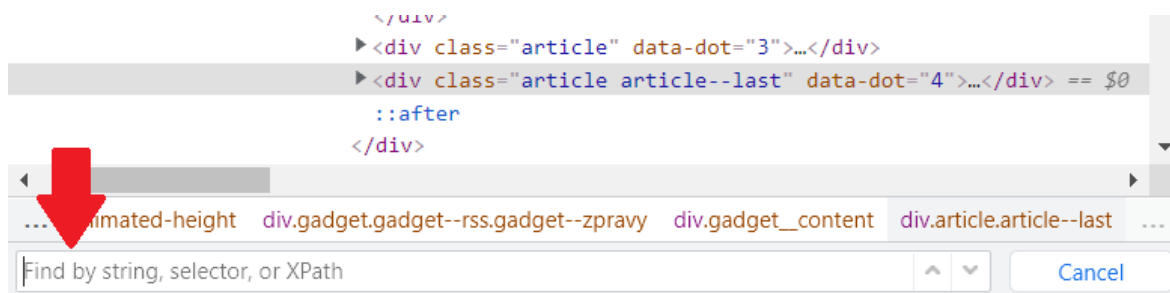 </div>
<div class="article" data-dot="3">…</div>
<div class="article article--last" data-dot="4">…</div> == $0
::after
</div>
... div.gadget.gadget--rss.gadget--zpravy div.gadget__content div.article.article--last ...
Find by string, selector, or XPath Cancel